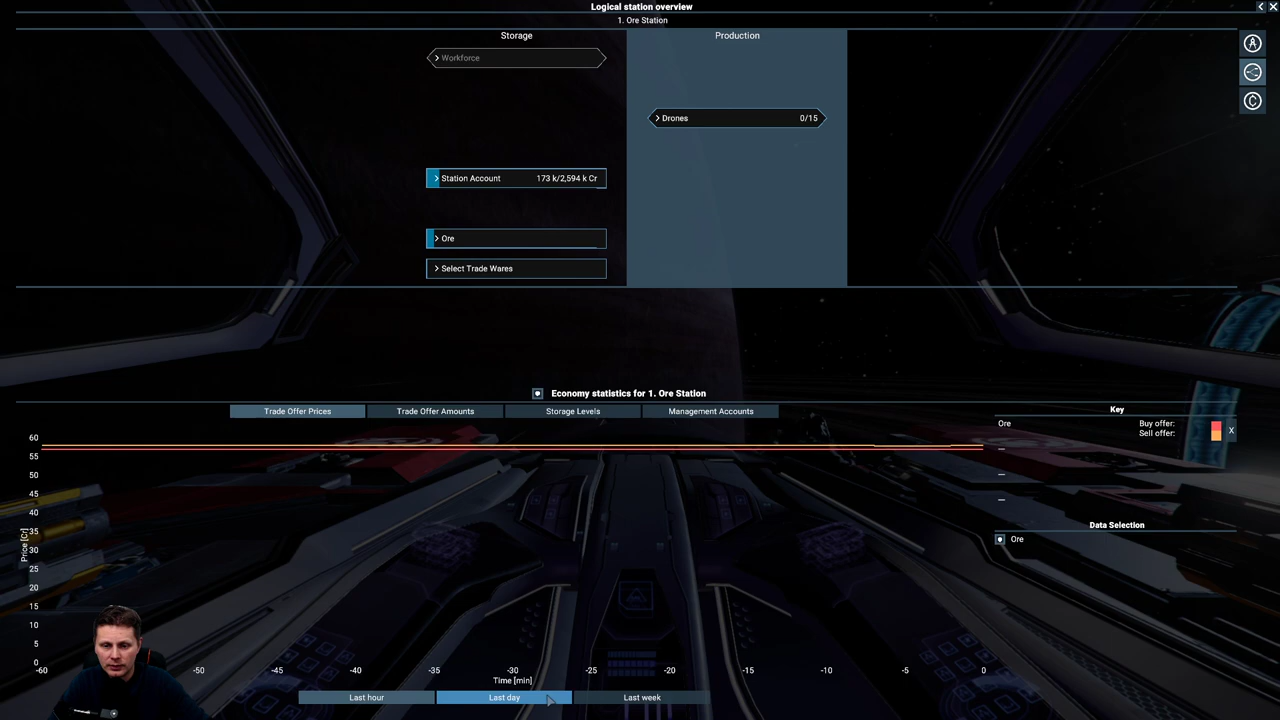 Logical station overview
1. Ore Station
Storage
Production
Workforce
Drones 0/15
Station Account 173 k/2,594 k Cr
Ore
Select Trade Wares
Economy statistics for 1. Ore Station
Trade Offer Prices Trade Offer Amounts Storage Levels Management Accounts
Key
Ore Buy offer:
Sell offer:
X
Data Selection
Ore
Price [Cr]
60
55
50
45
40
35
30
25
20
15
10
5
0
-60 -50 -45 -40 -35 -30 -25 -20 -15 -10 -5 0
Time [min]
Last hour Last day Last week